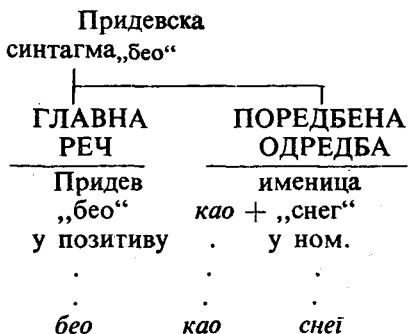 Придевска
синтагма„бео“
ГЛАВНА ПОРЕДБЕНА
РЕЧ ОДРЕДБА
Придев именица
„бео“ као + „снег“
у позитиву . у ном.
. . .
. . .
бео као снег